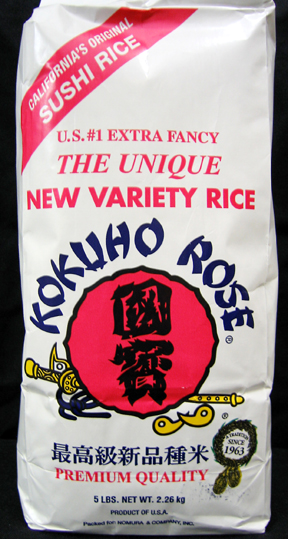 CALIFORNIA'S ORIGINAL
SUSHI RICE
U.S. #1 EXTRA FANCY
THE UNIQUE
NEW VARIETY RICE
KOKUHO ROSE
®
國寳
®
最高級新品種米
PREMIUM QUALITY
A TRADITION
SINCE
1963
5 LBS. NET WT. 2.26 kg
PRODUCT OF U.S.A.
Packed for: NOMURA & COMPANY, INC.